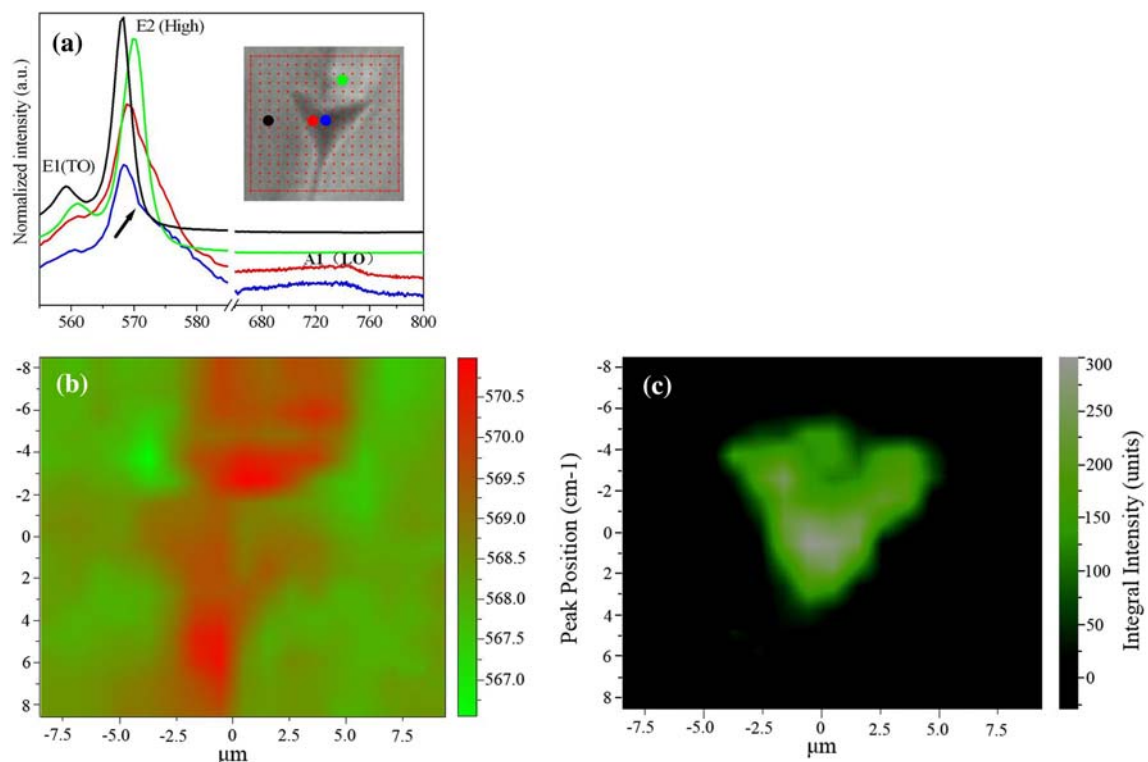 (a)
E2 (High)
E1(TO)
A1（LO）
Normalized intensity (a.u.)
560 570 580 680 720 760 800
(b)
-8
-6
-4
-2
0
2
4
6
8
-7.5 -5.0 -2.5 0 2.5 5.0 7.5
μm
570.5
570.0
569.5
569.0
568.5
568.0
567.5
567.0
Peak Position (cm-1)
(c)
-8
-6
-4
-2
0
2
4
6
8
-7.5 -5.0 -2.5 0 2.5 5.0 7.5
μm
300
250
200
150
100
50
0
Integral Intensity (units)